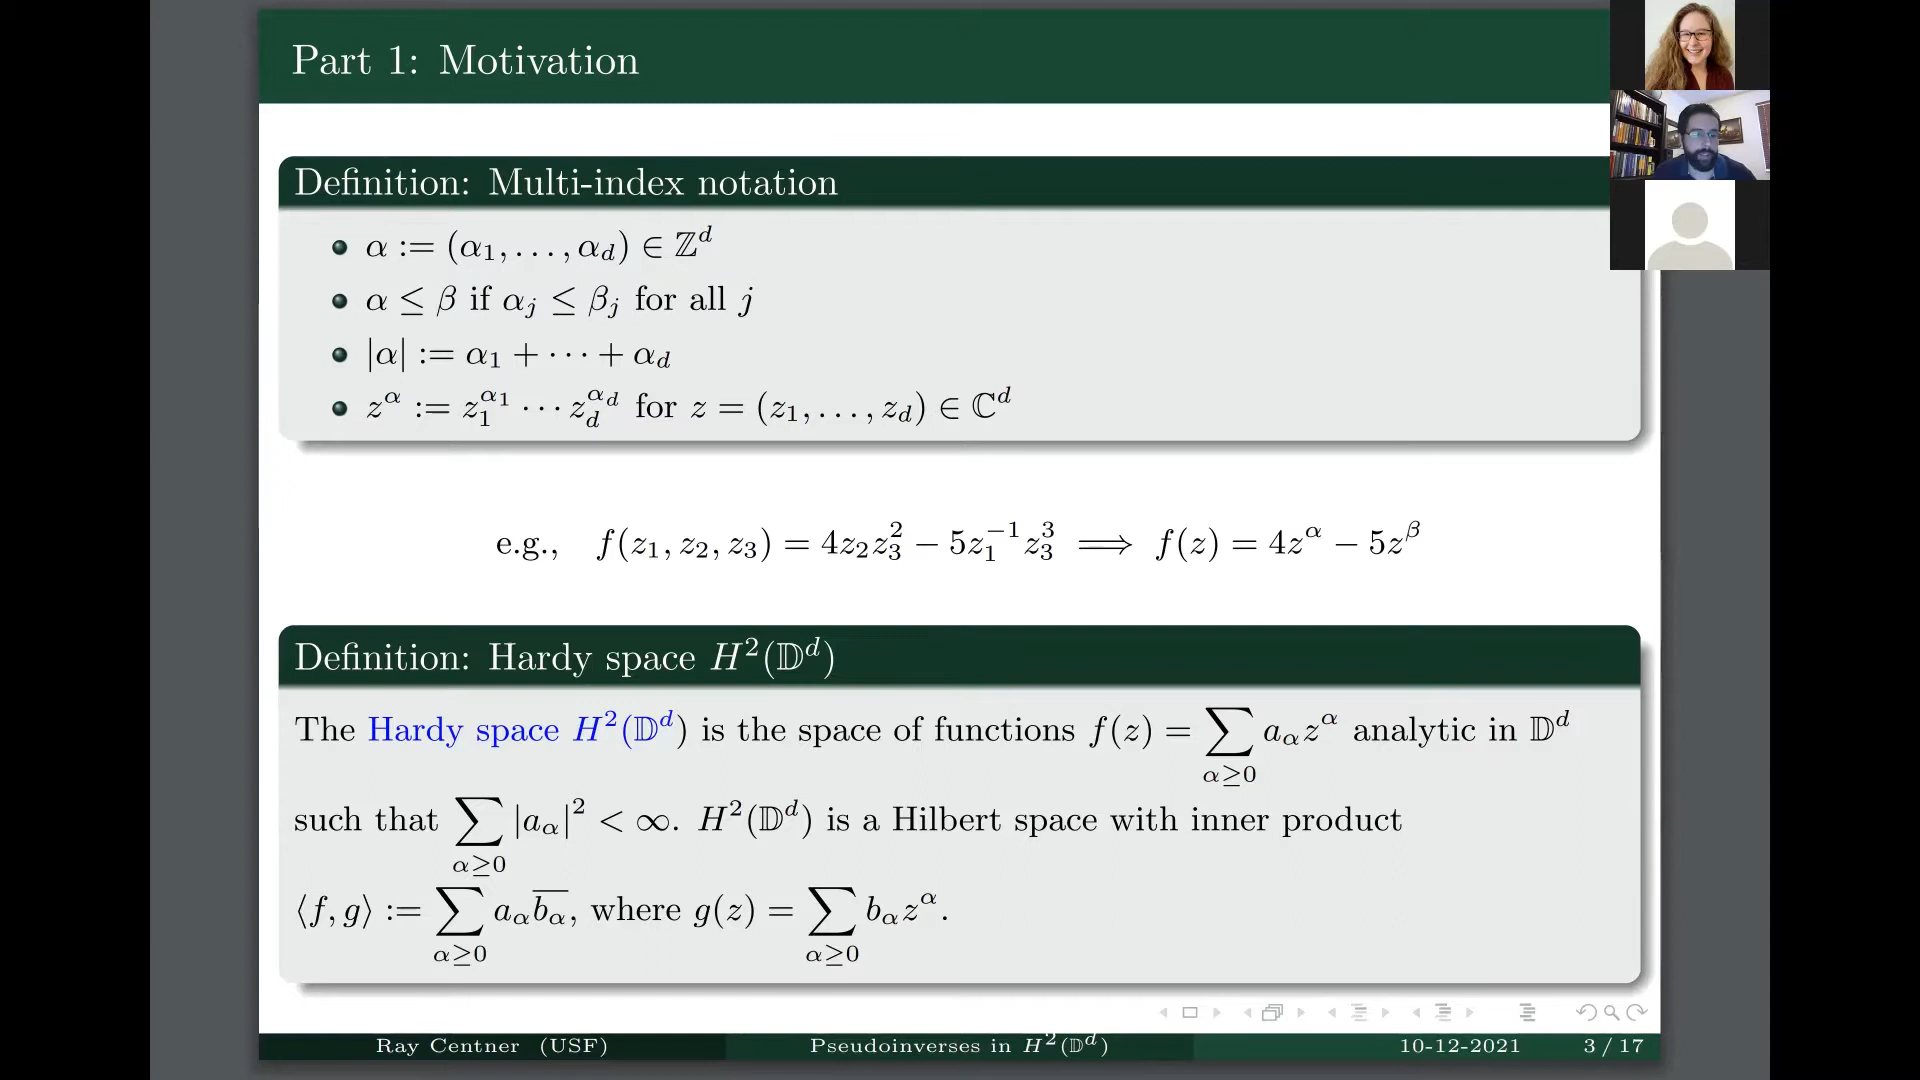 Part 1: Motivation
Definition: Multi-index notation
α := (α₁, . . . , α_d) ∈ ℤ^d
α ≤ β if α_j ≤ β_j for all j
|α| := α₁ + · · · + α_d
z^α := z₁^{α₁} · · · z_d^{α_d} for z = (z₁, . . . , z_d) ∈ ℂ^d
e.g., f(z₁, z₂, z₃) = 4z₂z₃² − 5z₁⁻¹z₃³ ⟹ f(z) = 4z^α − 5z^β
Definition: Hardy space H²(𝔻^d)
The Hardy space H²(𝔻^d) is the space of functions f(z) = ∑_{α≥0} a_α z^α analytic in 𝔻^d
such that ∑_{α≥0} |a_α|² < ∞. H²(𝔻^d) is a Hilbert space with inner product
⟨f, g⟩ := ∑_{α≥0} a_α \overline{b_α}, where g(z) = ∑_{α≥0} b_α z^α.
Ray Centner (USF) Pseudoinverses in H²(𝔻^d) 10-12-2021 3 / 17